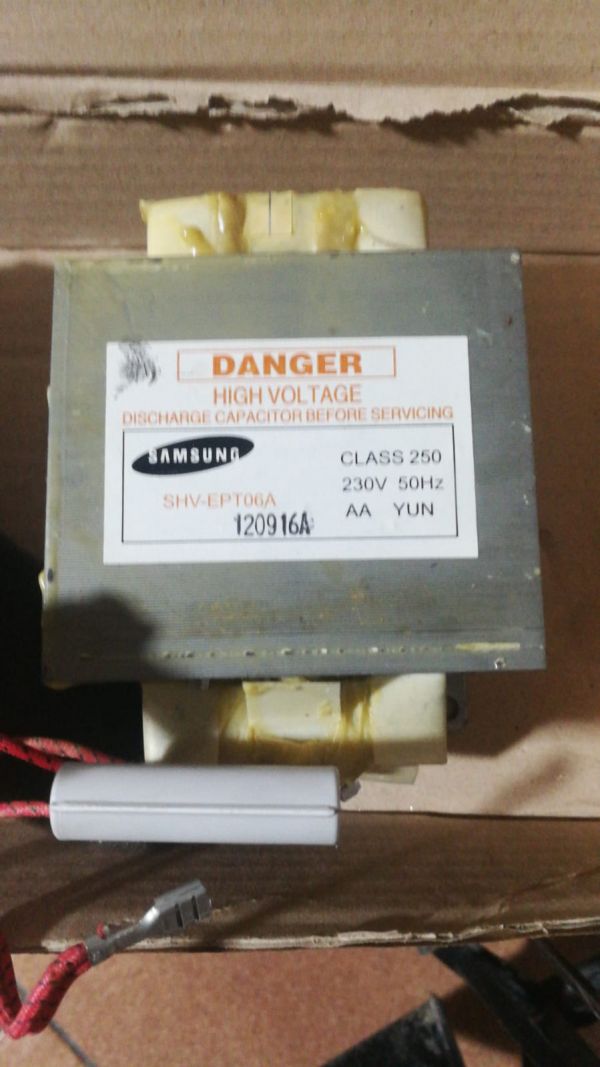 DANGER
HIGH VOLTAGE
DISCHARGE CAPACITOR BEFORE SERVICING
SAMSUNG
CLASS 250
230V 50Hz
SHV-EPT06A
AA YUN
120916A